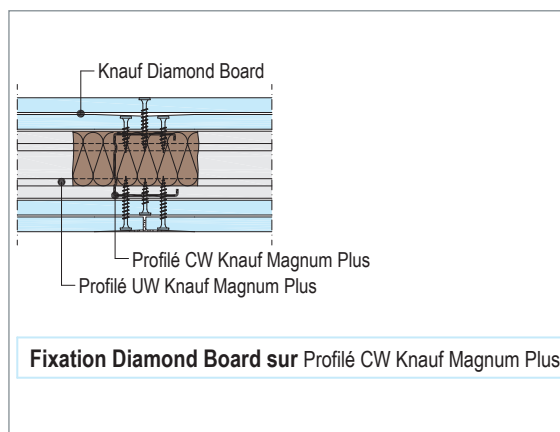 Knauf Diamond Board
Profilé CW Knauf Magnum Plus
Profilé UW Knauf Magnum Plus
Fixation Diamond Board sur Profilé CW Knauf Magnum Plus